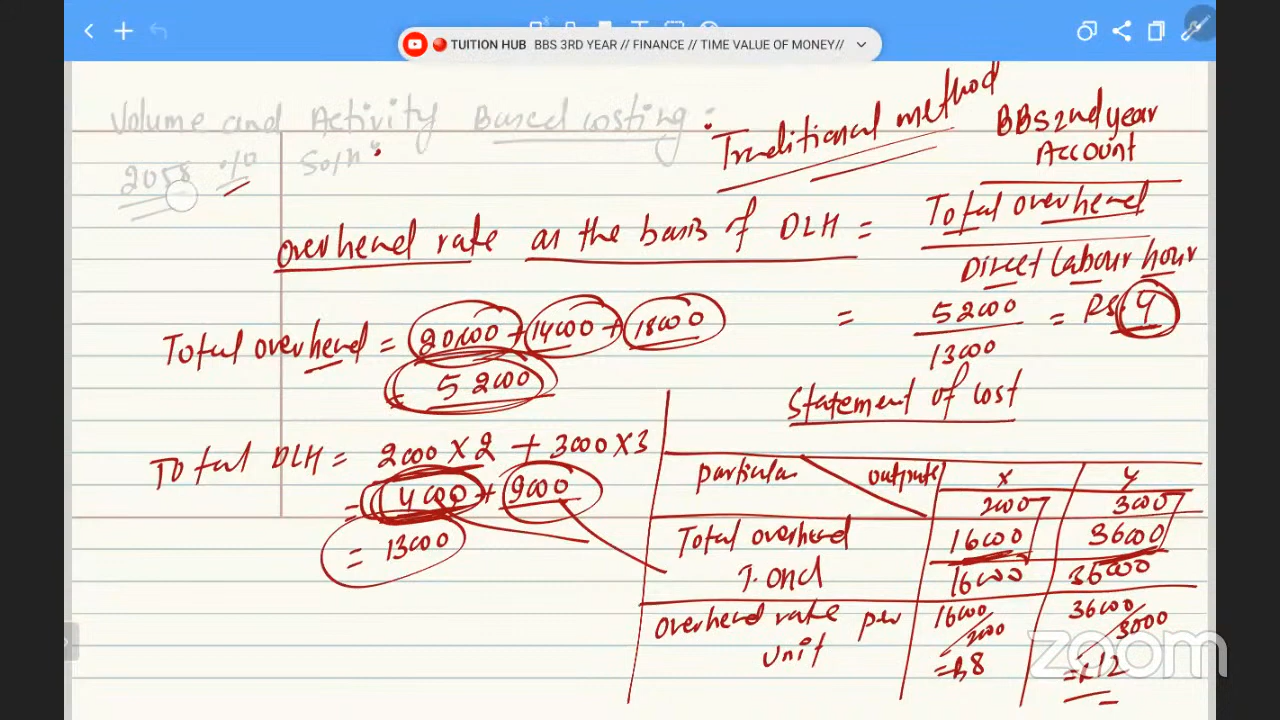 TUITION HUB BBS 3RD YEAR // FINANCE // TIME VALUE OF MONEY//
Volume and Activity Based costing:
Traditional method
BBS 2nd year
Account
2058
Soln:
overhead rate as the basis of DLH = Total overhead
Direct Labour hour
= 52000 = Rs. 4
13000
Total overhead = 20000 + 14000 + 18000
= 52000
Total DLH = 2000 X 2 + 3000 X 3
= 4000 + 9000
= 13000
Statement of Cost
particular outputs X Y
2000 3000
Total overhead 16000 36000
T. OHd 16000 36000
overhead rate per unit 16000/2000 36000/3000
= Rs 8 = Rs 12
zoom